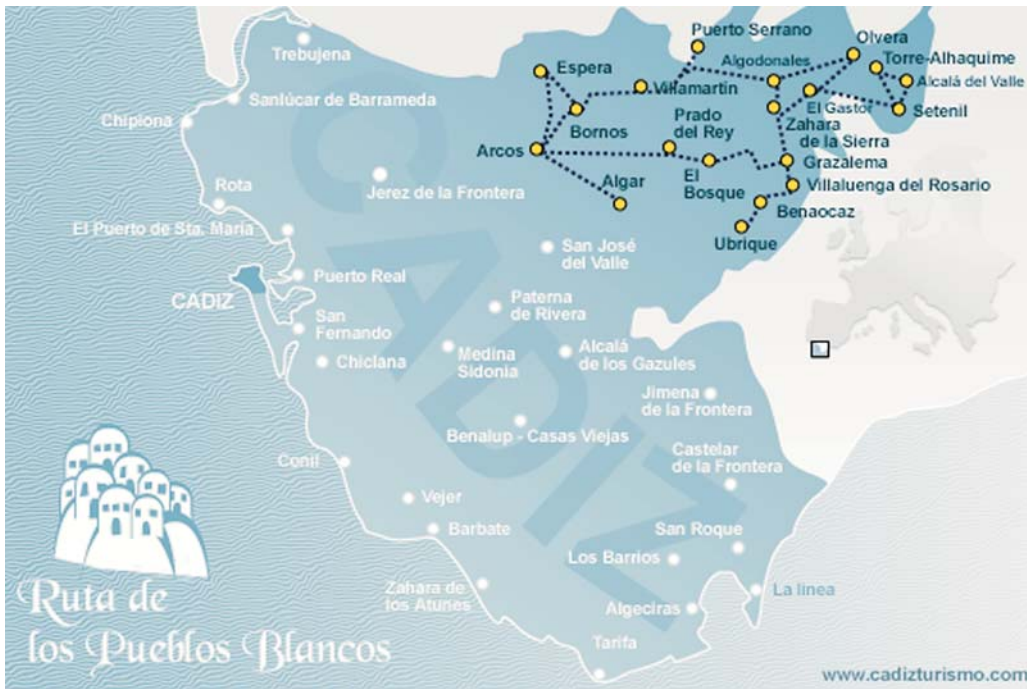 Puerto Serrano
Olvera
Trebujena
Algodonales
Torre-Alhaquime
Espera
Alcalá del Valle
Villamartín
Sanlúcar de Barrameda
El Gastor
Setenil
Chipiona
Bornos
Prado
del Rey
Zahara
de la Sierra
Arcos
Grazalema
Algar
El
Bosque
Rota
Jerez de la Frontera
Villaluenga del Rosario
Benaocaz
El Puerto de Sta. María
Ubrique
San José
del Valle
Puerto Real
CADIZ
Paterna
de Rivera
San
Fernando
Chiclana
Medina
Sidonia
Alcalá
de los Gazules
Jimena
de la Frontera
Benalup - Casas Viejas
Castelar
de la Frontera
Conil
Vejer
Barbate
San Roque
Los Barrios
Zahara de
los Atunes
La línea
Algeciras
Tarifa
CADIZ
Ruta de
los Pueblos Blancos
www.cadizturismo.com